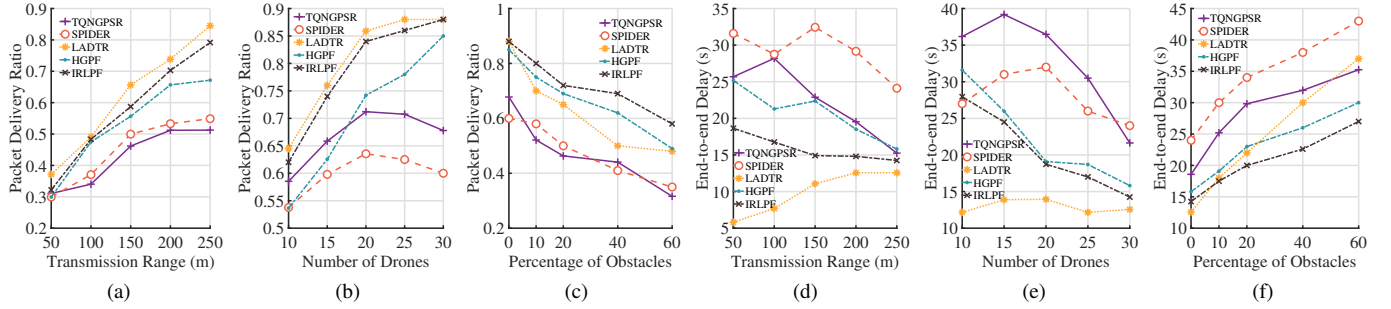 TQNGPSR
SPIDER
LADTR
HGPF
IRLPF
0.9
0.8
0.7
0.6
0.5
0.4
0.3
0.2
Packet Delivery Ratio
50 100 150 200 250
Transmission Range (m)
(a)
TQNGPSR
SPIDER
LADTR
HGPF
IRLPF
0.9
0.85
0.8
0.75
0.7
0.65
0.6
0.55
0.5
Packet Delivery Ratio
10 15 20 25 30
Number of Drones
(b)
TQNGPSR
SPIDER
LADTR
HGPF
IRLPF
1
0.8
0.6
0.4
0.2
Packet Delivery Ratio
0 10 20 40 60
Percentage of Obstacles
(c)
35
30
25
20
15
10
5
End-to-end Delay (s)
TQNGPSR
SPIDER
LADTR
HGPF
IRLPF
50 100 150 200 250
Transmission Range (m)
(d)
40
35
30
25
20
15
10
End-to-end Dalay (s)
TQNGPSR
SPIDER
LADTR
HGPF
IRLPF
10 15 20 25 30
Number of Drones
(e)
TQNGPSR
SPIDER
LADTR
HGPF
IRLPF
45
40
35
30
25
20
15
10
End-to-end Delay (s)
0 10 20 40 60
Percentage of Obstacles
(f)